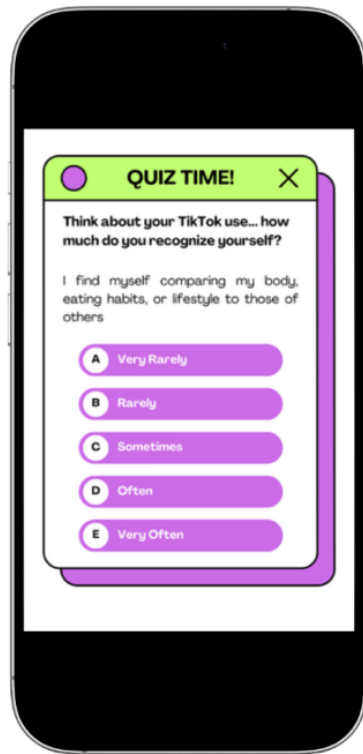 QUIZ TIME!
Think about your TikTok use... how
much do you recognize yourself?
I find myself comparing my body,
eating habits, or lifestyle to those of
others
A Very Rarely
B Rarely
C Sometimes
D Often
E Very Often